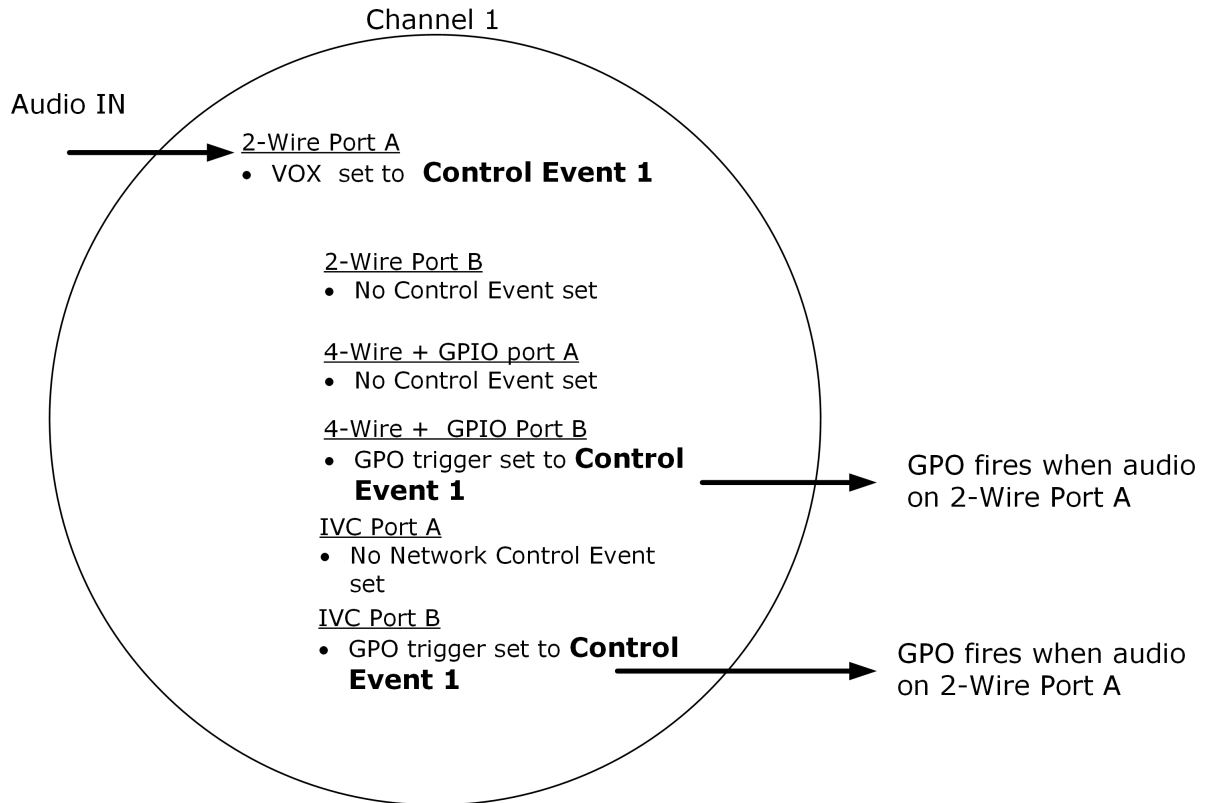 Channel 1
Audio IN
2-Wire Port A
• VOX set to Control Event 1
2-Wire Port B
• No Control Event set
4-Wire + GPIO port A
• No Control Event set
4-Wire + GPIO Port B
• GPO trigger set to Control
Event 1
GPO fires when audio
on 2-Wire Port A
IVC Port A
• No Network Control Event
set
IVC Port B
• GPO trigger set to Control
Event 1
GPO fires when audio
on 2-Wire Port A